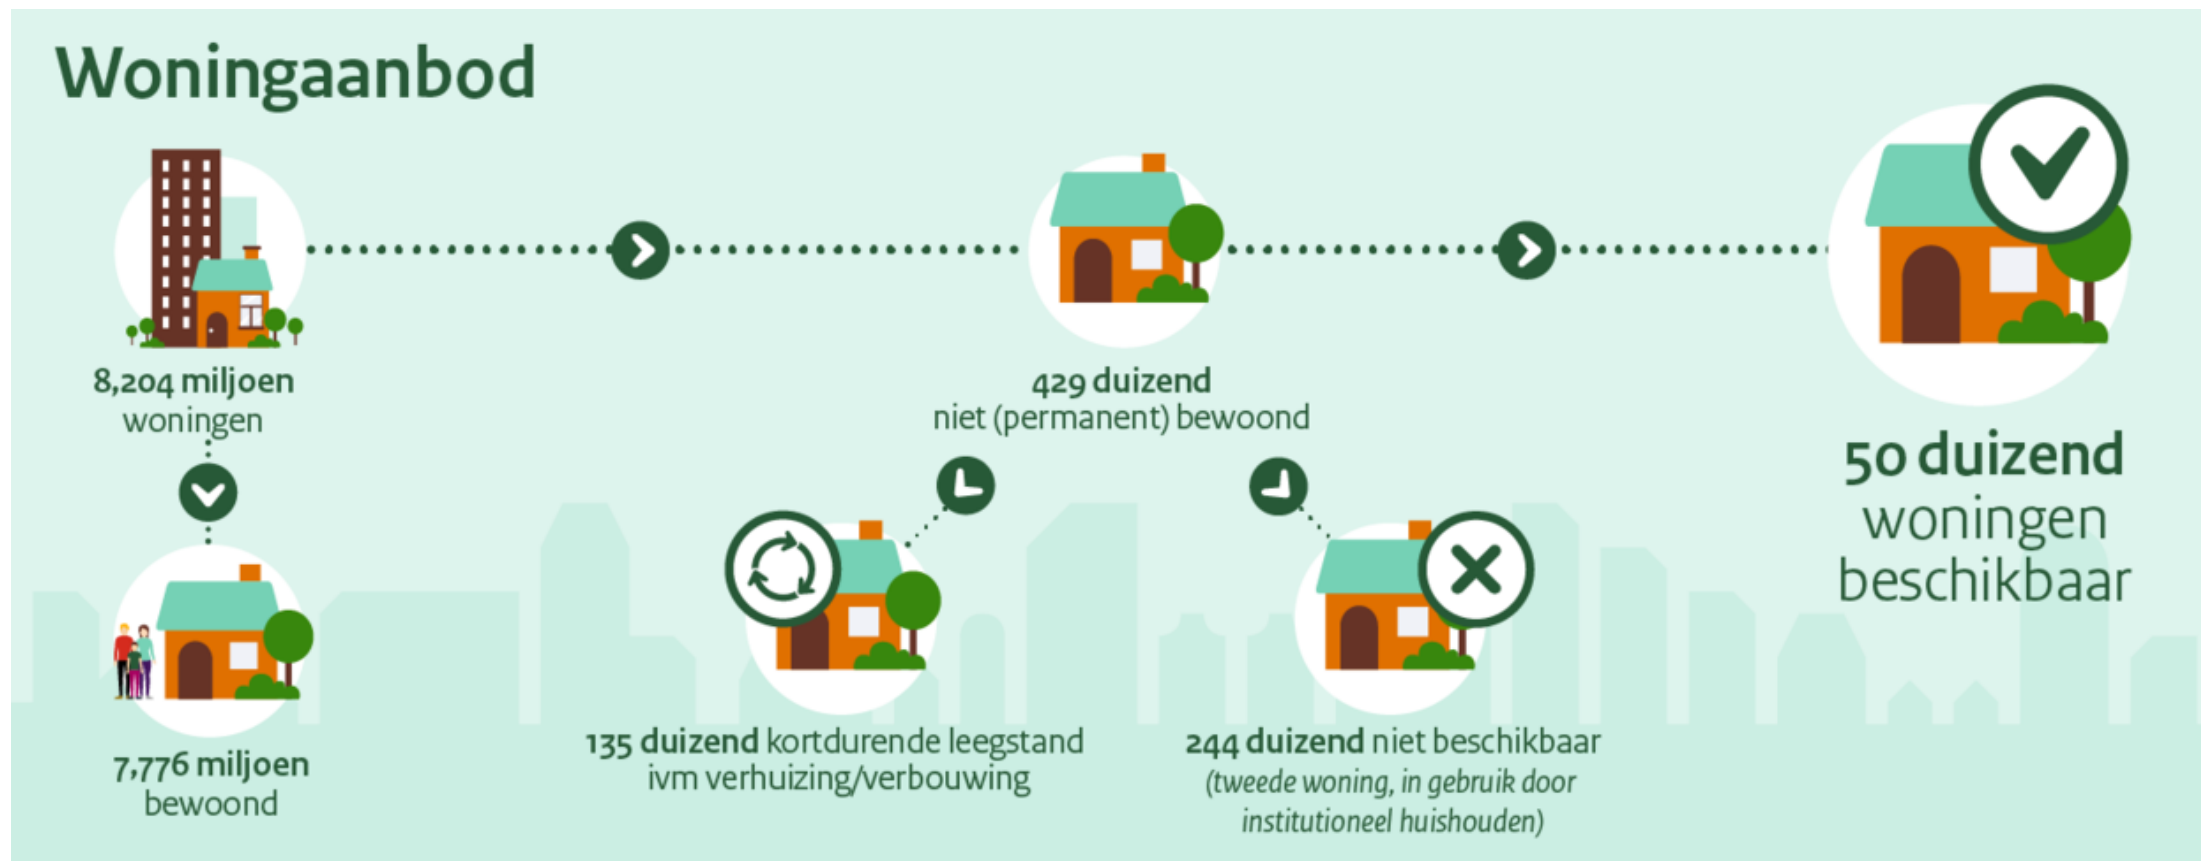 Woningaanbod
8,204 miljoen
woningen
7,776 miljoen
bewoond
429 duizend
niet (permanent) bewoond
135 duizend kortdurende leegstand
ivm verhuizing/verbouwing
244 duizend niet beschikbaar
(tweede woning, in gebruik door
institutioneel huishouden)
50 duizend
woningen
beschikbaar